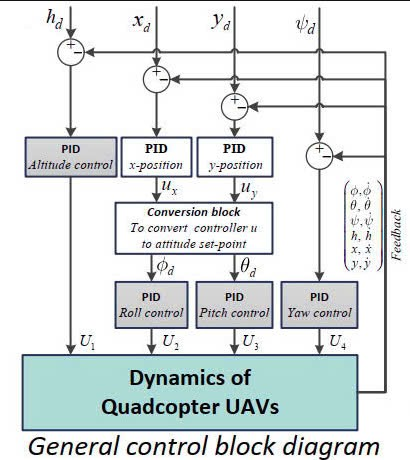 h_d x_d y_d ψ_d
+ −
+ −
+ −
+ −
PID
Altitude control
PID
x-position
PID
y-position
PID
Roll control
PID
Pitch control
PID
Yaw control
u_x u_y
Conversion block
To convert controller u
to attitude set-point
ϕ_d θ_d
ϕ, ϕ̇
θ, θ̇
ψ, ψ̇
h, ḣ
x, ẋ
y, ẏ
Feedback
U_1 U_2 U_3 U_4
Dynamics of
Quadcopter UAVs
General control block diagram